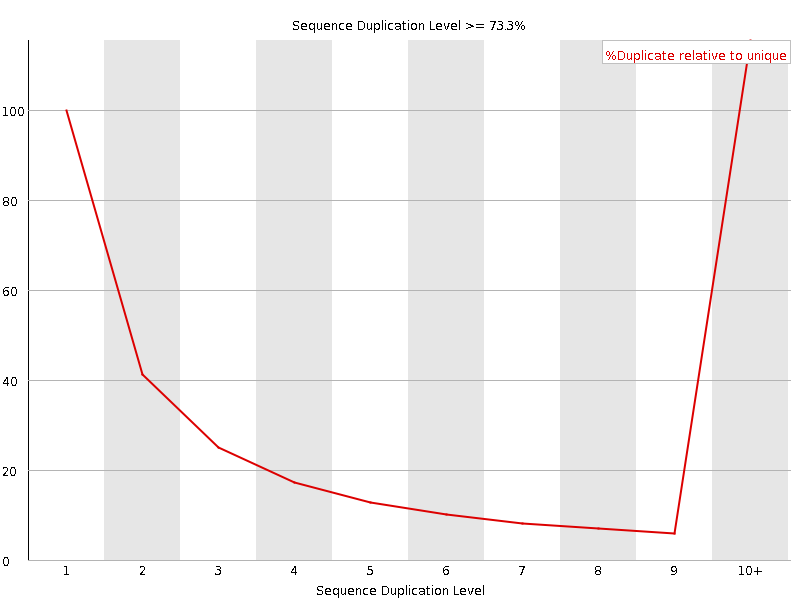 Sequence Duplication Level >= 73.3%
%Duplicate relative to unique
100
80
60
40
20
0
1 2 3 4 5 6 7 8 9 10+
Sequence Duplication Level